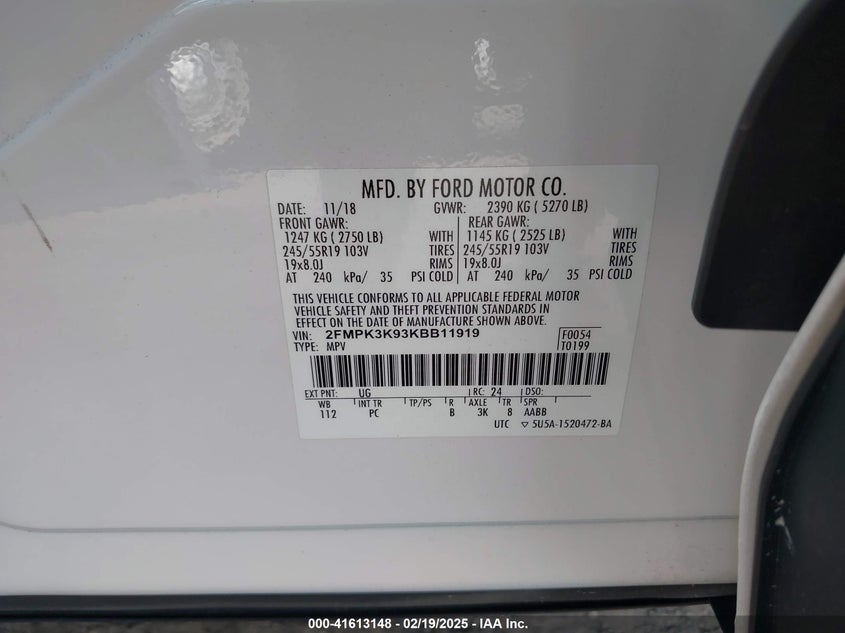 MFD. BY FORD MOTOR CO.
DATE: 11/18 GVWR: 2390 KG ( 5270 LB)
FRONT GAWR: REAR GAWR:
1247 KG ( 2750 LB) WITH 1145 KG ( 2525 LB) WITH
245/55R19 103V TIRES 245/55R19 103V TIRES
19x8.0J RIMS 19x8.0J RIMS
AT 240 kPa/ 35 PSI COLD AT 240 kPa/ 35 PSI COLD
THIS VEHICLE CONFORMS TO ALL APPLICABLE FEDERAL MOTOR
VEHICLE SAFETY AND THEFT PREVENTION STANDARDS IN
EFFECT ON THE DATE OF MANUFACTURE SHOWN ABOVE.
VIN: 2FMPK3K93KBB11919 F0054
TYPE: MPV T0199
EXT PNT: UG RC: 24 DSO:
WB INT TR TP/PS R AXLE TR SPR
112 PC B 3K 8 AABB
UTC ▽ 5U5A-1520472-BA
000-41613148 - 02/19/2025 - IAA Inc.